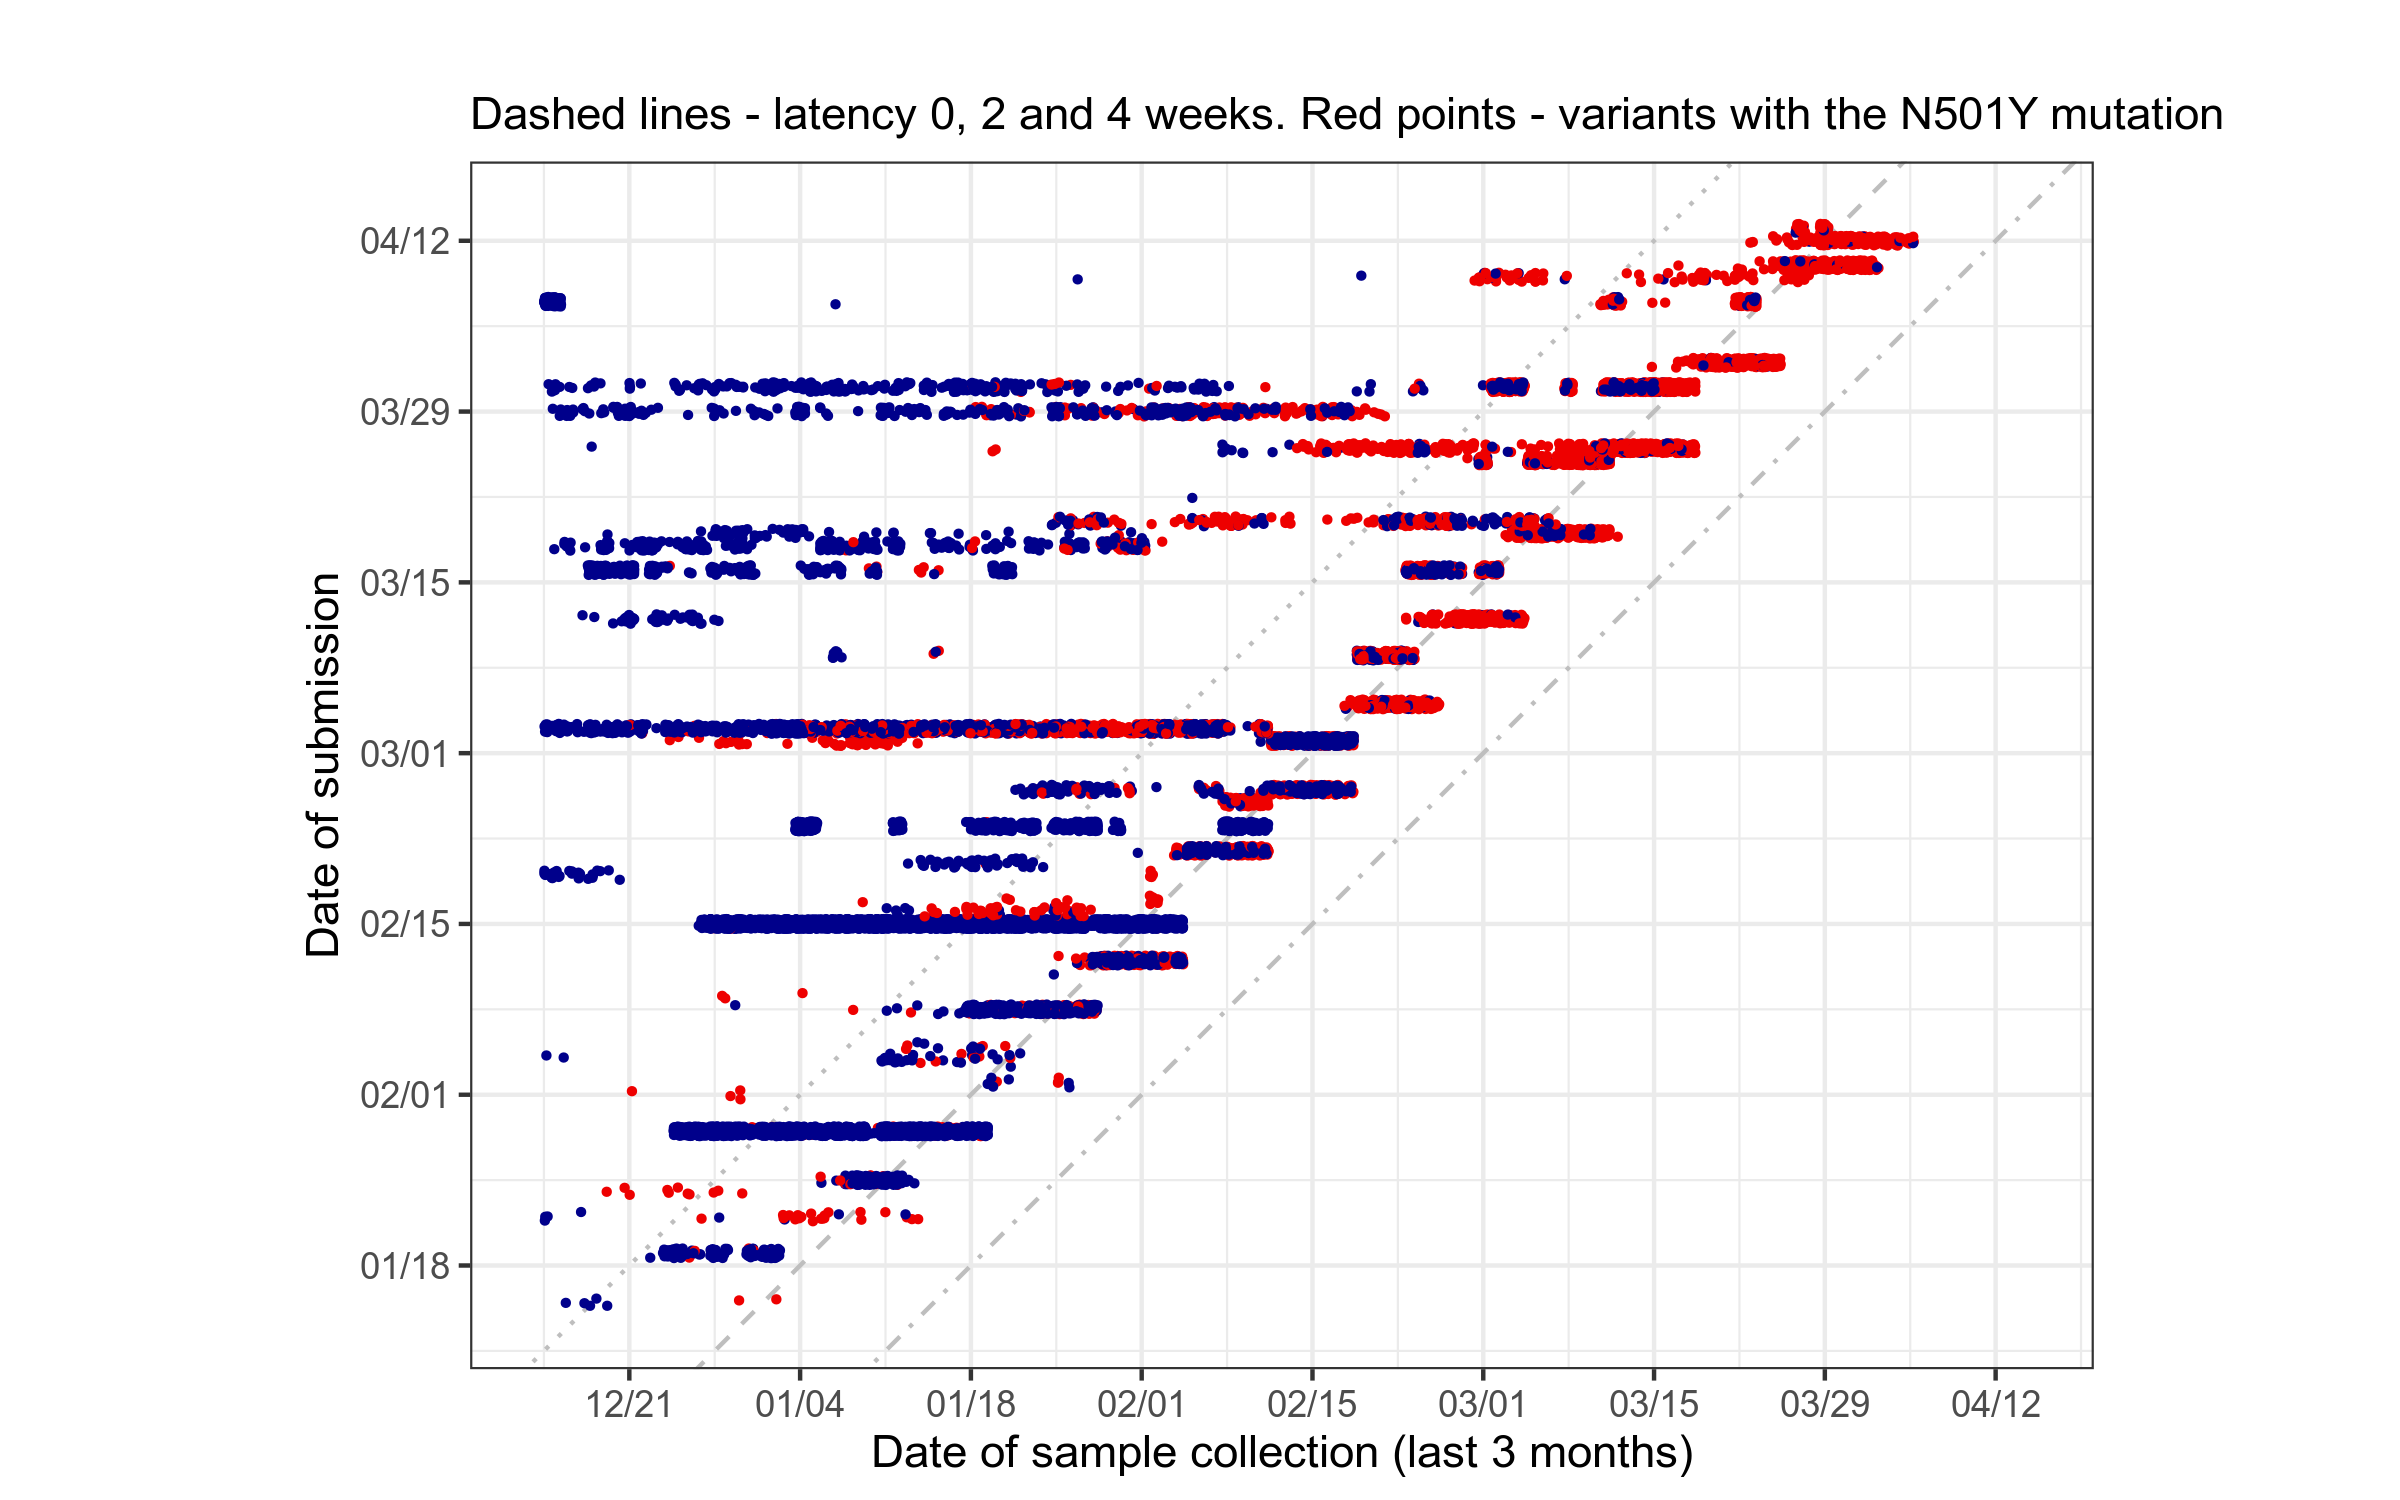 Dashed lines - latency 0, 2 and 4 weeks. Red points - variants with the N501Y mutation
Date of submission
04/12
03/29
03/15
03/01
02/15
02/01
01/18
12/21 01/04 01/18 02/01 02/15 03/01 03/15 03/29 04/12
Date of sample collection (last 3 months)